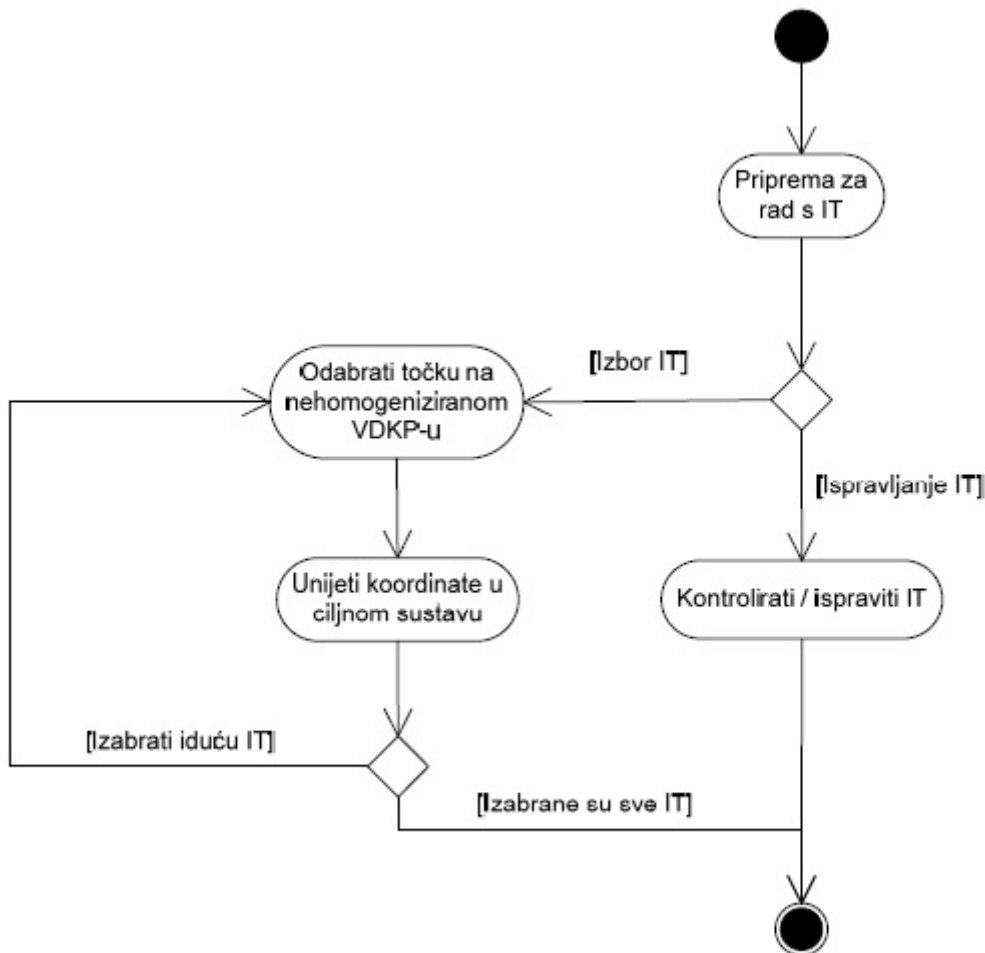 Priprema za
rad s IT
[Izbor IT]
Odabrati točku na
nehomogeniziranom
VDKP-u
[Ispravljanje IT]
Unijeti koordinate u
ciljnom sustavu
Kontrolirati / ispraviti IT
[Izabrati iduću IT]
[Izabrane su sve IT]